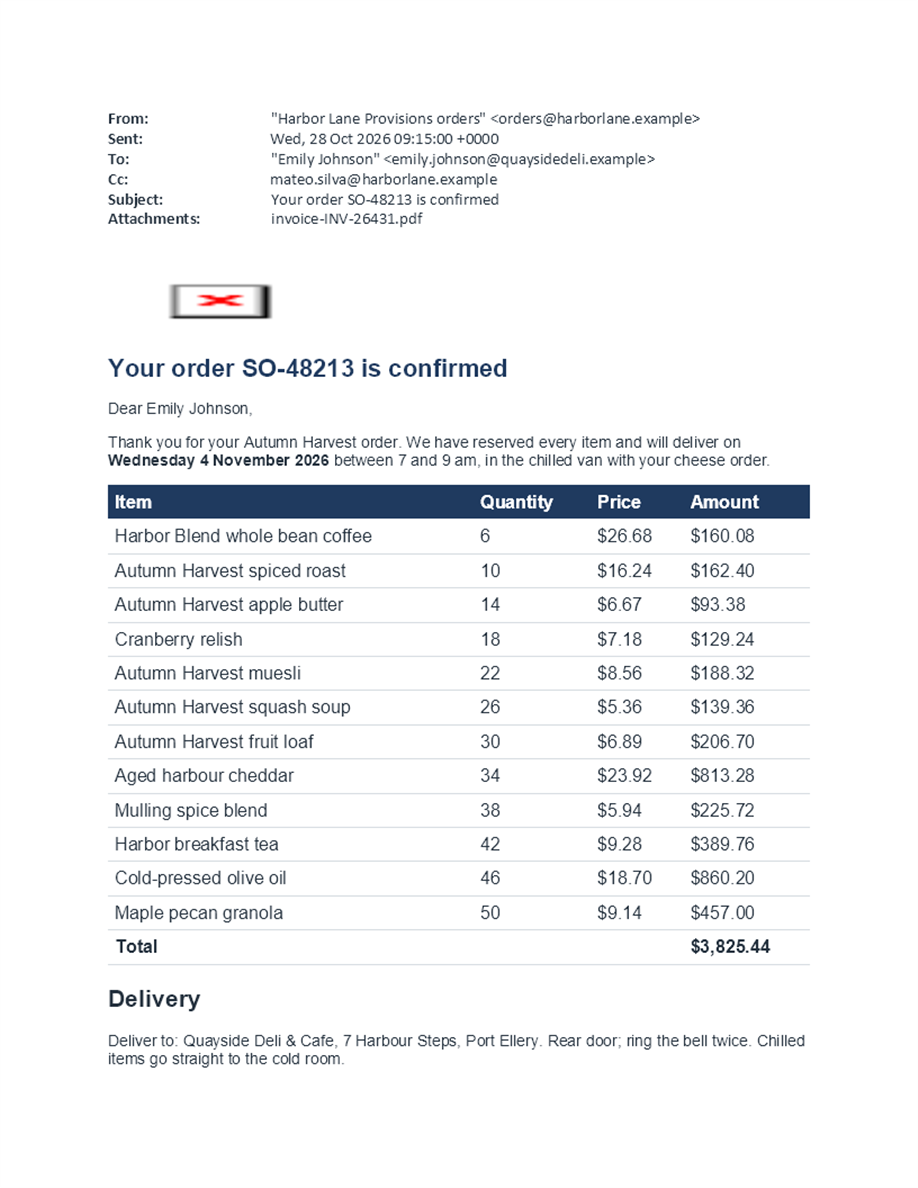 From: "Harbor Lane Provisions orders" <orders@harborlane.example>
Sent: Wed, 28 Oct 2026 09:15:00 +0000
To: "Emily Johnson" <emily.johnson@quaysidedeli.example>
Cc: mateo.silva@harborlane.example
Subject: Your order SO-48213 is confirmed
Attachments: invoice-INV-26431.pdf
Your order SO-48213 is confirmed
Dear Emily Johnson,
Thank you for your Autumn Harvest order. We have reserved every item and will deliver on
Wednesday 4 November 2026 between 7 and 9 am, in the chilled van with your cheese order.
Item Quantity Price Amount
Harbor Blend whole bean coffee 6 $26.68 $160.08
Autumn Harvest spiced roast 10 $16.24 $162.40
Autumn Harvest apple butter 14 $6.67 $93.38
Cranberry relish 18 $7.18 $129.24
Autumn Harvest muesli 22 $8.56 $188.32
Autumn Harvest squash soup 26 $5.36 $139.36
Autumn Harvest fruit loaf 30 $6.89 $206.70
Aged harbour cheddar 34 $23.92 $813.28
Mulling spice blend 38 $5.94 $225.72
Harbor breakfast tea 42 $9.28 $389.76
Cold-pressed olive oil 46 $18.70 $860.20
Maple pecan granola 50 $9.14 $457.00
Total $3,825.44
Delivery
Deliver to: Quayside Deli & Cafe, 7 Harbour Steps, Port Ellery. Rear door; ring the bell twice. Chilled
items go straight to the cold room.